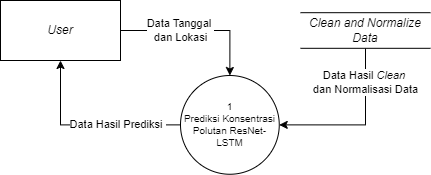 User
Data Tanggal
dan Lokasi
Clean and Normalize
Data
Data Hasil Clean
dan Normalisasi Data
1
Prediksi Konsentrasi
Polutan ResNet-
LSTM
Data Hasil Prediksi